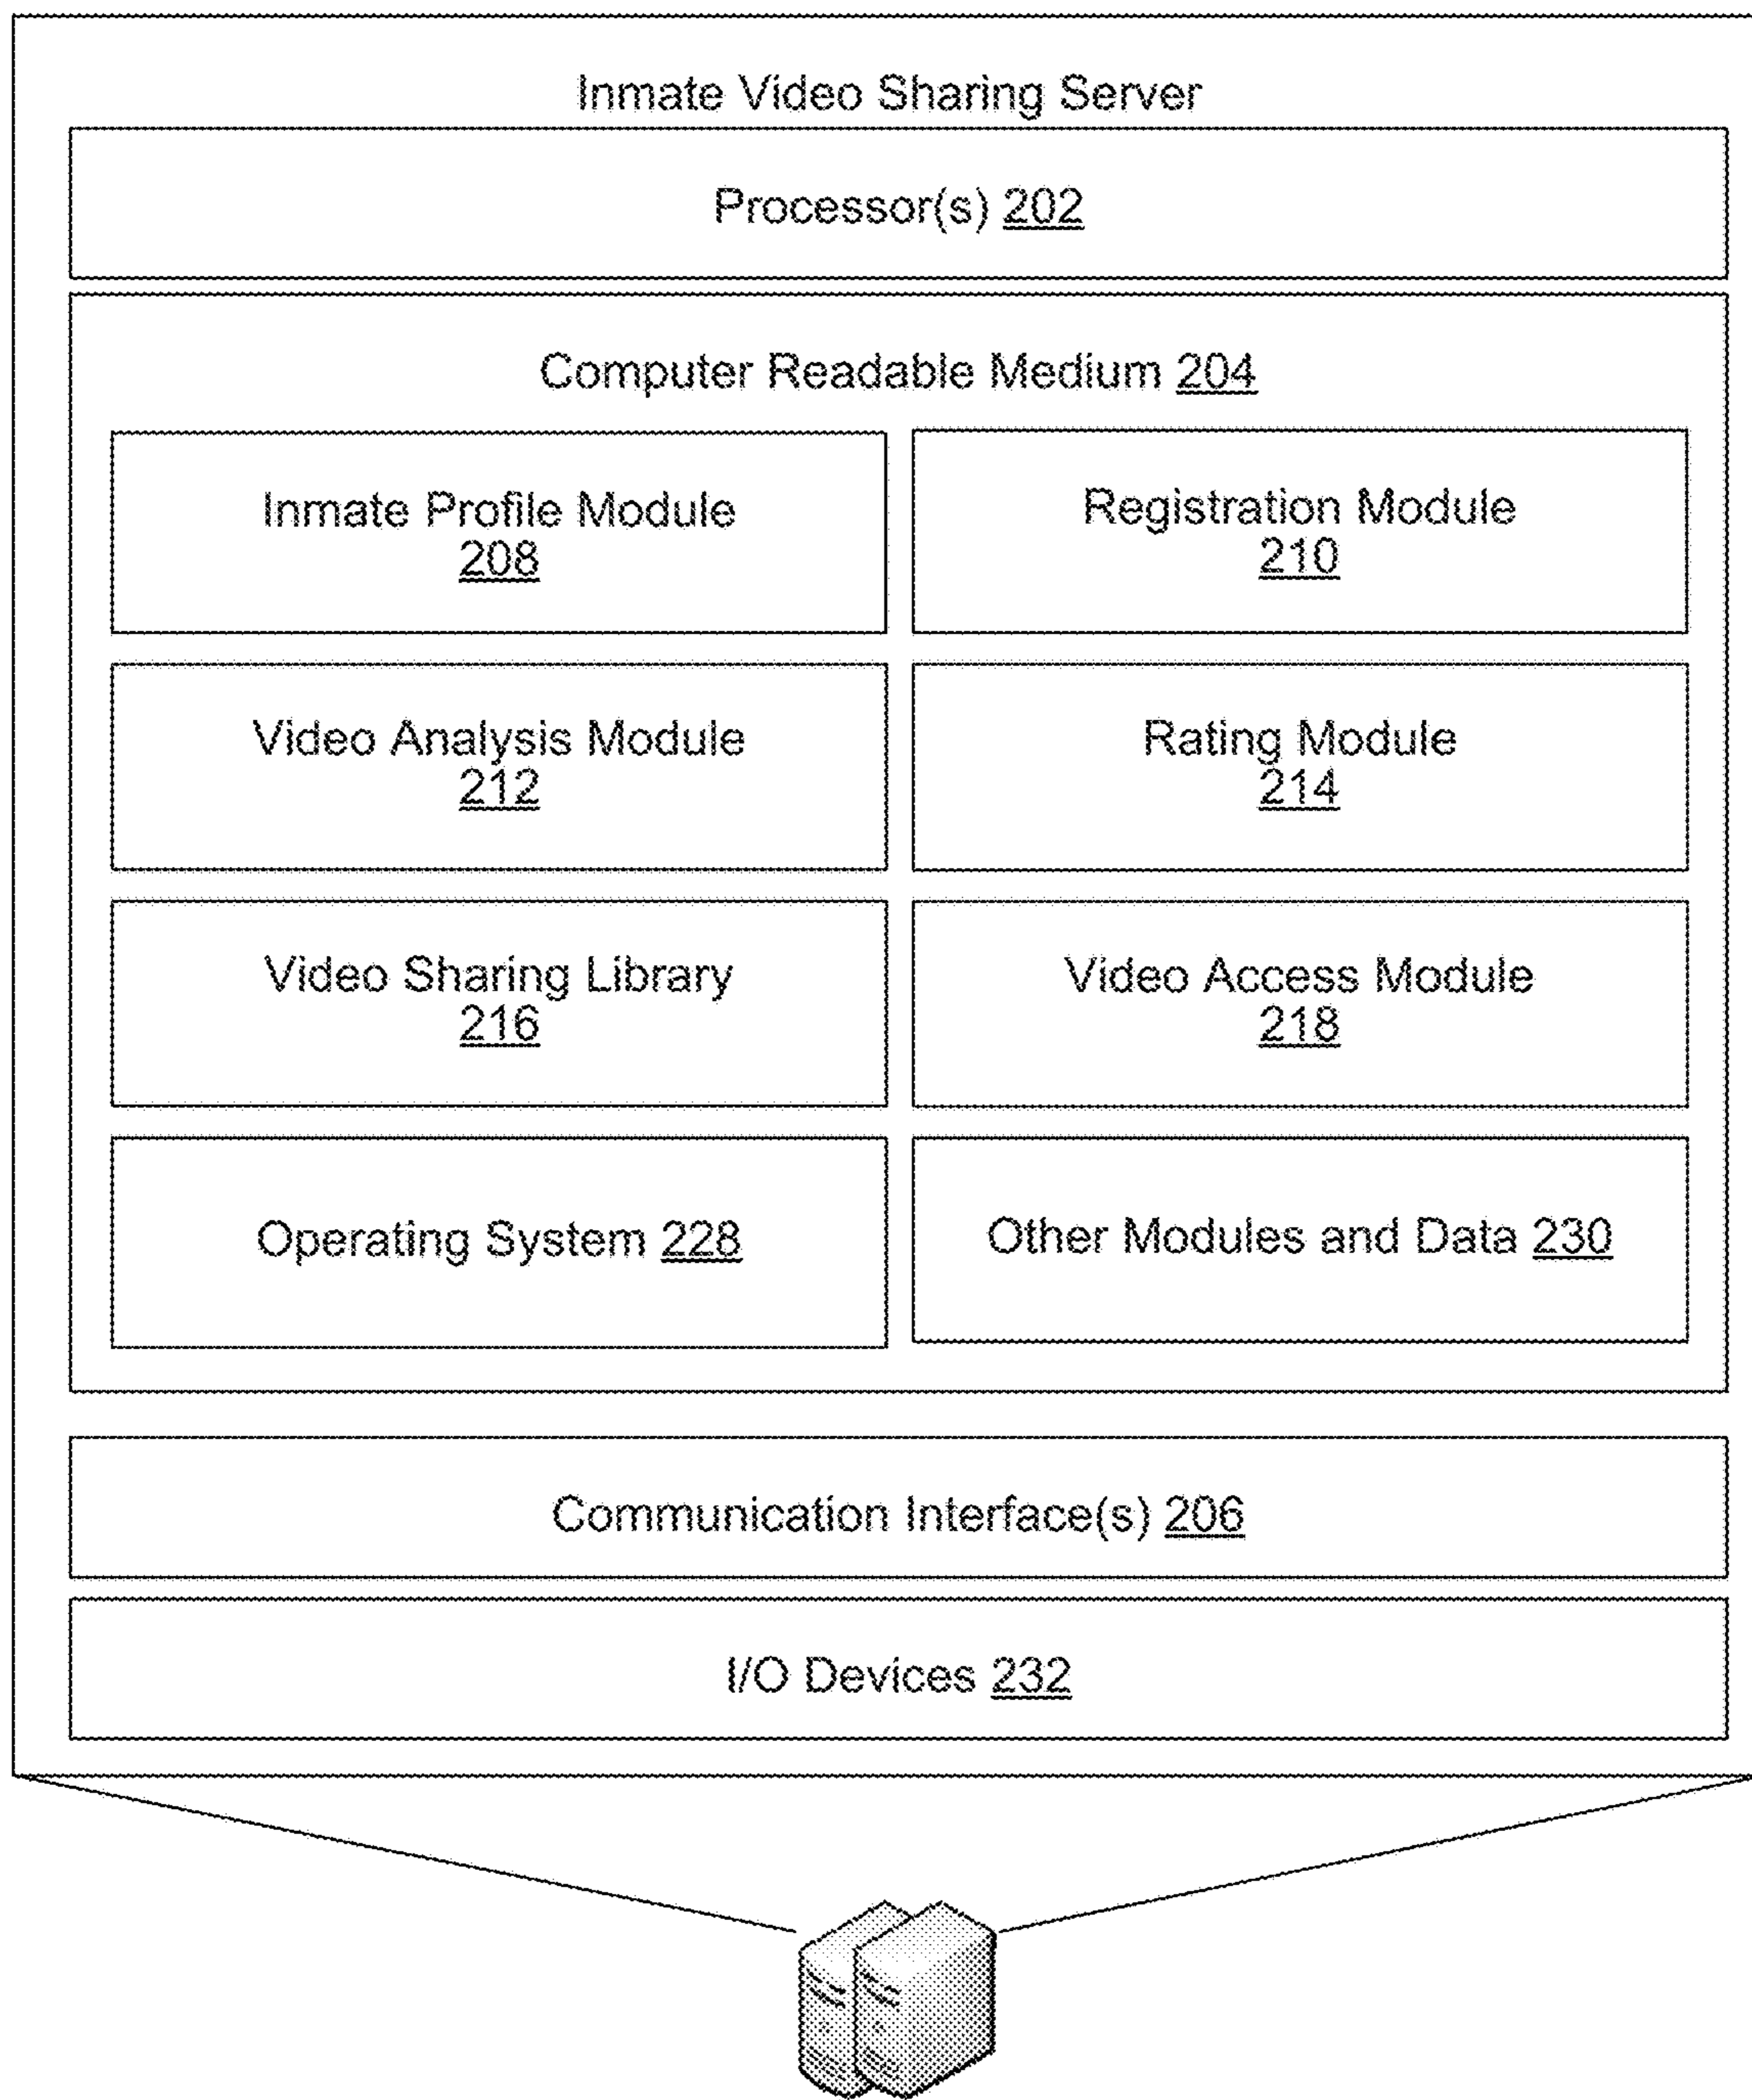 Inmate Video Sharing Server
Processor(s) 202
Computer Readable Medium 204
Inmate Profile Module
208
Registration Module
210
Video Analysis Module
212
Rating Module
214
Video Sharing Library
216
Video Access Module
218
Operating System 228
Other Modules and Data 230
Communication Interface(s) 206
I/O Devices 232